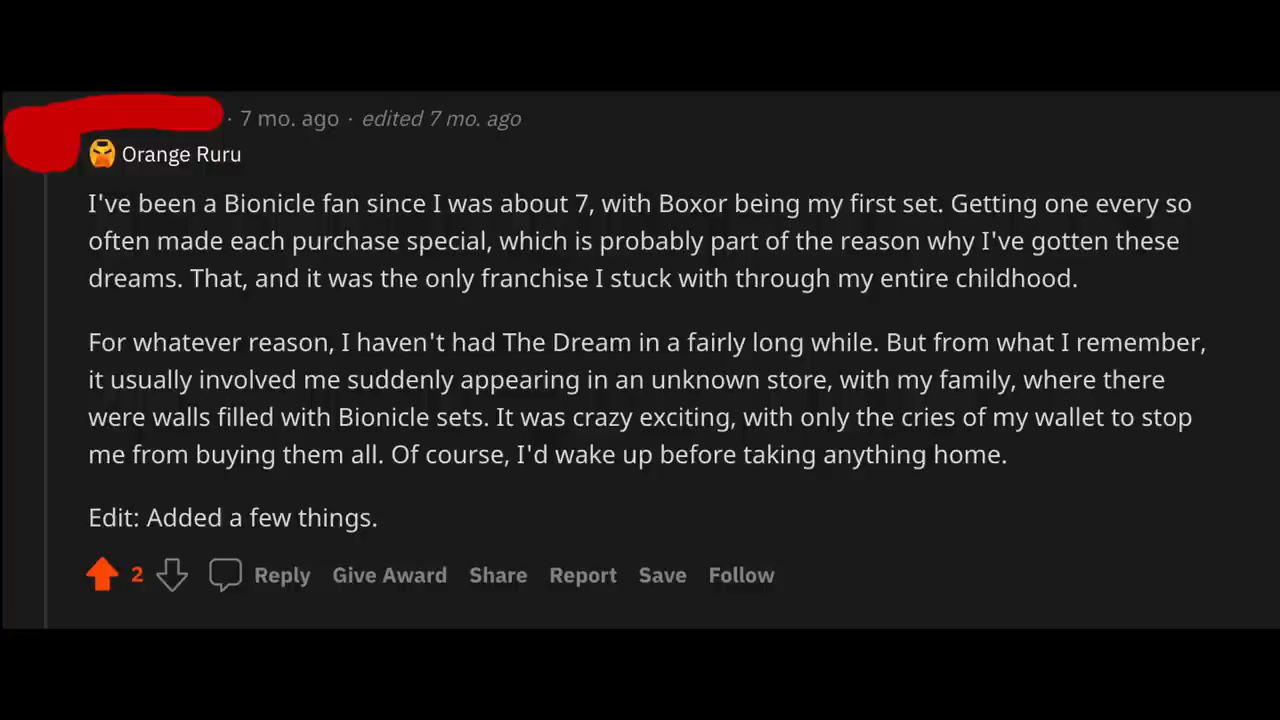 · 7 mo. ago · edited 7 mo. ago
Orange Ruru
I've been a Bionicle fan since I was about 7, with Boxor being my first set. Getting one every so
often made each purchase special, which is probably part of the reason why I've gotten these
dreams. That, and it was the only franchise I stuck with through my entire childhood.
For whatever reason, I haven't had The Dream in a fairly long while. But from what I remember,
it usually involved me suddenly appearing in an unknown store, with my family, where there
were walls filled with Bionicle sets. It was crazy exciting, with only the cries of my wallet to stop
me from buying them all. Of course, I'd wake up before taking anything home.
Edit: Added a few things.
2 Reply Give Award Share Report Save Follow